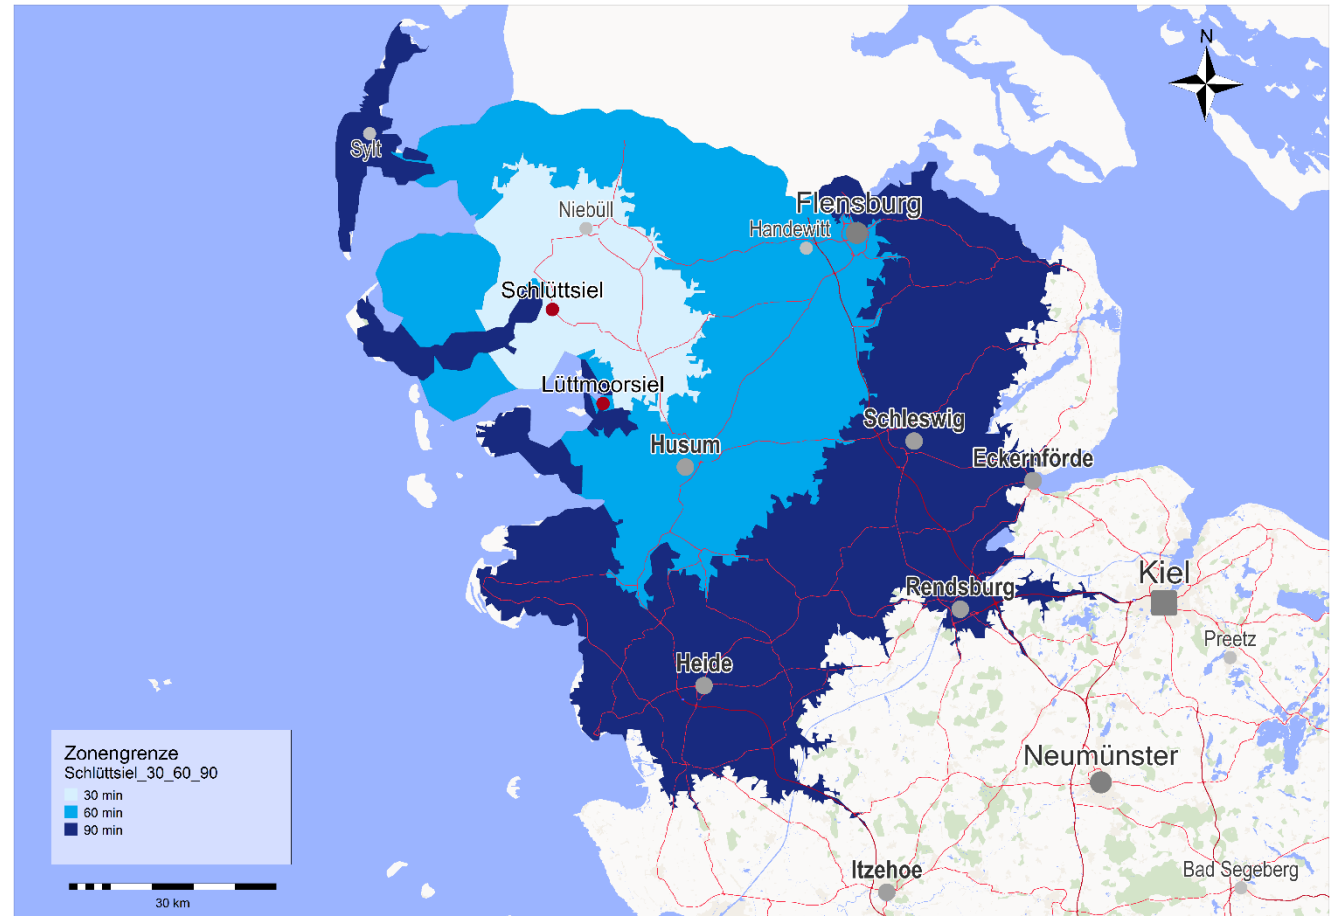 N
Sylt
Niebüll
Flensburg
Handewitt
Schlüttsiel
Lüttmoorsiel
Schleswig
Husum
Eckernförde
Kiel
Rendsburg
Preetz
Heide
Zonengrenze
Schlüttsiel_30_60_90
30 min
60 min
90 min
Neumünster
Itzehoe
Bad Segeberg
30 km